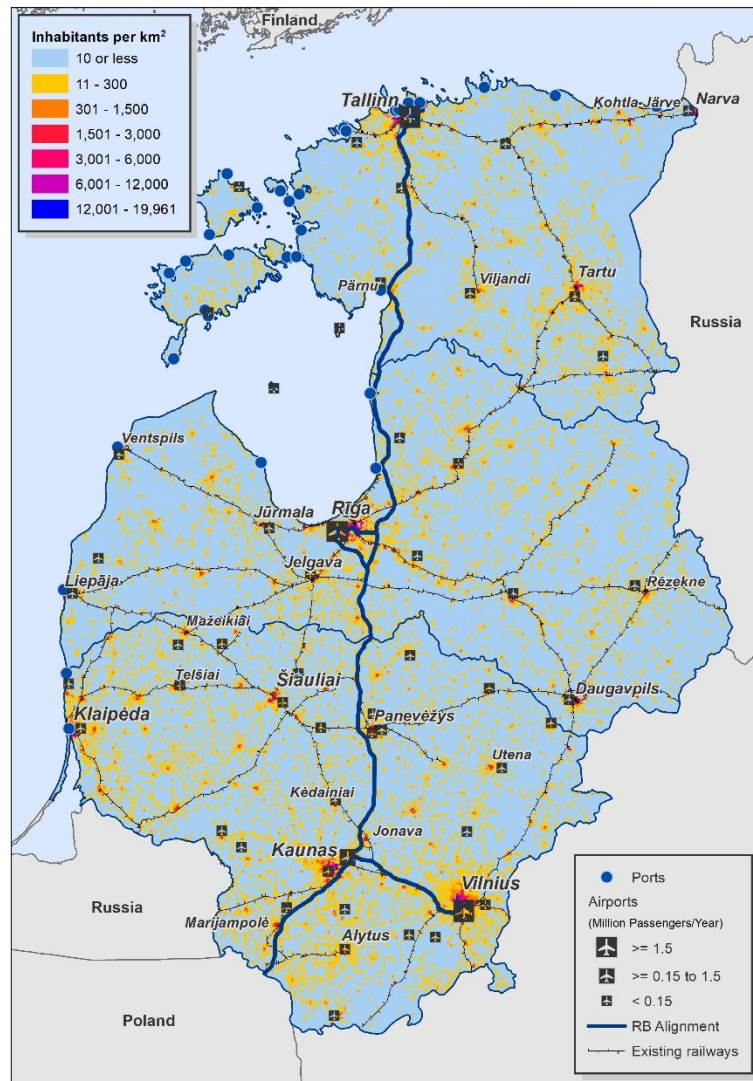 Finland
Inhabitants per km²
10 or less
11 - 300
301 - 1,500
1,501 - 3,000
3,001 - 6,000
6,001 - 12,000
12,001 - 19,961
Tallinn
Kohtla-Järve
Narva
Pärnu
Viljandi
Tartu
Russia
Ventspils
Jūrmala
Rīga
Jelgava
Liepāja
Rēzekne
Mažeikiai
Telšiai
Šiauliai
Daugavpils
Klaipėda
Panevėžys
Utena
Kėdainiai
Jonava
Kaunas
Vilnius
Russia
Marijampolė
Alytus
Poland
Ports
Airports
(Million Passengers/Year)
>= 1.5
>= 0.15 to 1.5
< 0.15
RB Alignment
Existing railways